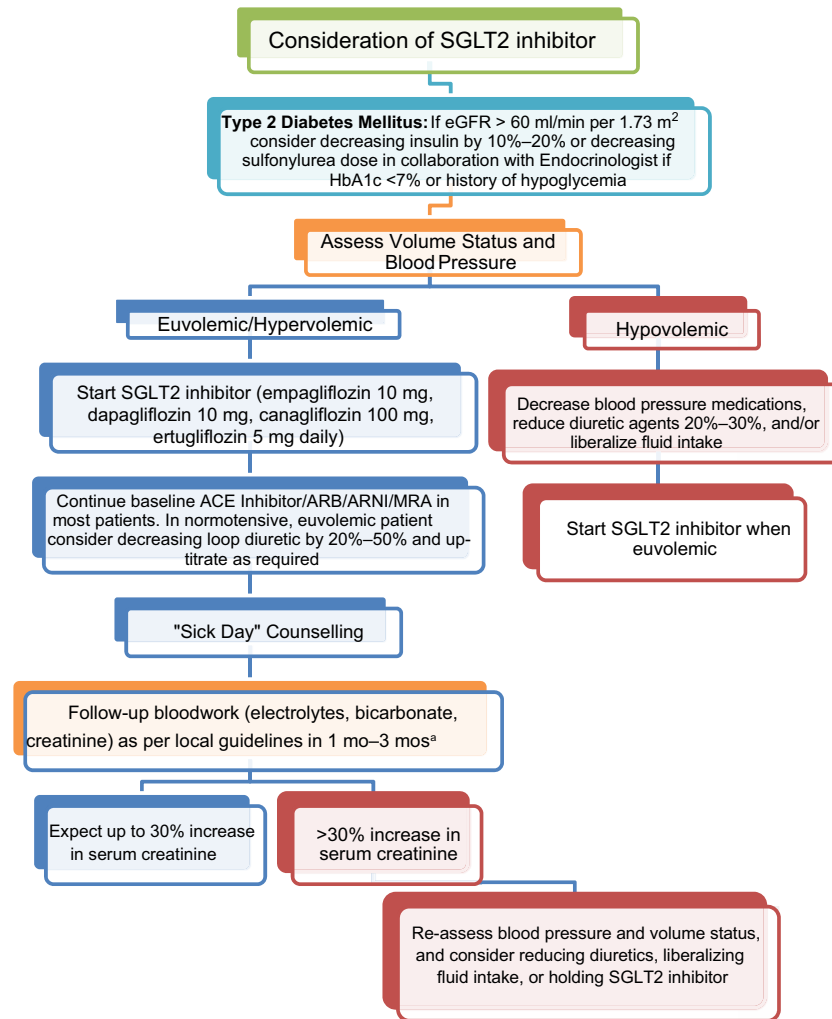 Consideration of SGLT2 inhibitor
Type 2 Diabetes Mellitus: If eGFR > 60 ml/min per 1.73 m²
consider decreasing insulin by 10%–20% or decreasing
sulfonylurea dose in collaboration with Endocrinologist if
HbA1c <7% or history of hypoglycemia
Assess Volume Status and
Blood Pressure
Euvolemic/Hypervolemic
Start SGLT2 inhibitor (empagliflozin 10 mg,
dapagliflozin 10 mg, canagliflozin 100 mg,
ertugliflozin 5 mg daily)
Continue baseline ACE Inhibitor/ARB/ARNI/MRA in
most patients. In normotensive, euvolemic patient
consider decreasing loop diuretic by 20%–50% and up-
titrate as required
"Sick Day" Counselling
Follow-up bloodwork (electrolytes, bicarbonate,
creatinine) as per local guidelines in 1 mo–3 mosᵃ
Expect up to 30% increase
in serum creatinine
>30% increase in
serum creatinine
Re-assess blood pressure and volume status,
and consider reducing diuretics, liberalizing
fluid intake, or holding SGLT2 inhibitor
Hypovolemic
Decrease blood pressure medications,
reduce diuretic agents 20%–30%, and/or
liberalize fluid intake
Start SGLT2 inhibitor when
euvolemic